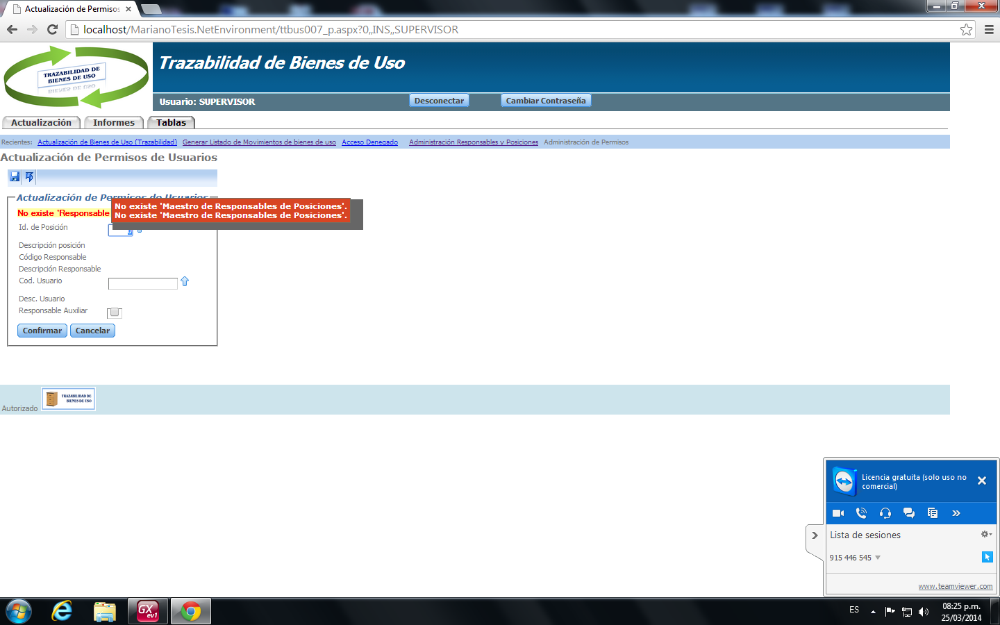 Actualización de Permisos
localhost/MarianoTesis.NetEnvironment/ttbus007_p.aspx?0,,INS,,SUPERVISOR
TRAZABILIDAD DE
BIENES DE USO
Trazabilidad de Bienes de Uso
Usuario: SUPERVISOR
Desconectar
Cambiar Contraseña
Actualización
Informes
Tablas
Recientes: Actualización de Bienes de Uso (Trazabilidad) Generar Listado de Movimientos de bienes de uso Acceso Denegado Administración Responsables y Posiciones Administración de Permisos
Actualización de Permisos de Usuarios
Actualización de Permisos de Usuarios
No existe 'Responsable
No existe 'Maestro de Responsables de Posiciones'.
No existe 'Maestro de Responsables de Posiciones'.
Id. de Posición
Descripción posición
Código Responsable
Descripción Responsable
Cod. Usuario
Desc. Usuario
Responsable Auxiliar
Confirmar
Cancelar
Autorizado
TRAZABILIDAD DE
BIENES DE USO
Licencia gratuita (solo uso no
comercial)
Lista de sesiones
915 446 545
www.teamviewer.com
GX
ev1
ES
08:25 p.m.
25/03/2014